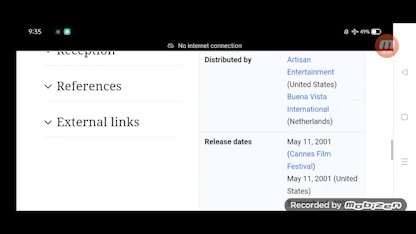 9:35
49%
No internet connection
Reception
References
External links
Distributed by
Artisan
Entertainment
(United States)
Buena Vista
International
(Netherlands)
Release dates
May 11, 2001
(Cannes Film
Festival)
May 11, 2001 (United
States)
Recorded by
mobizen